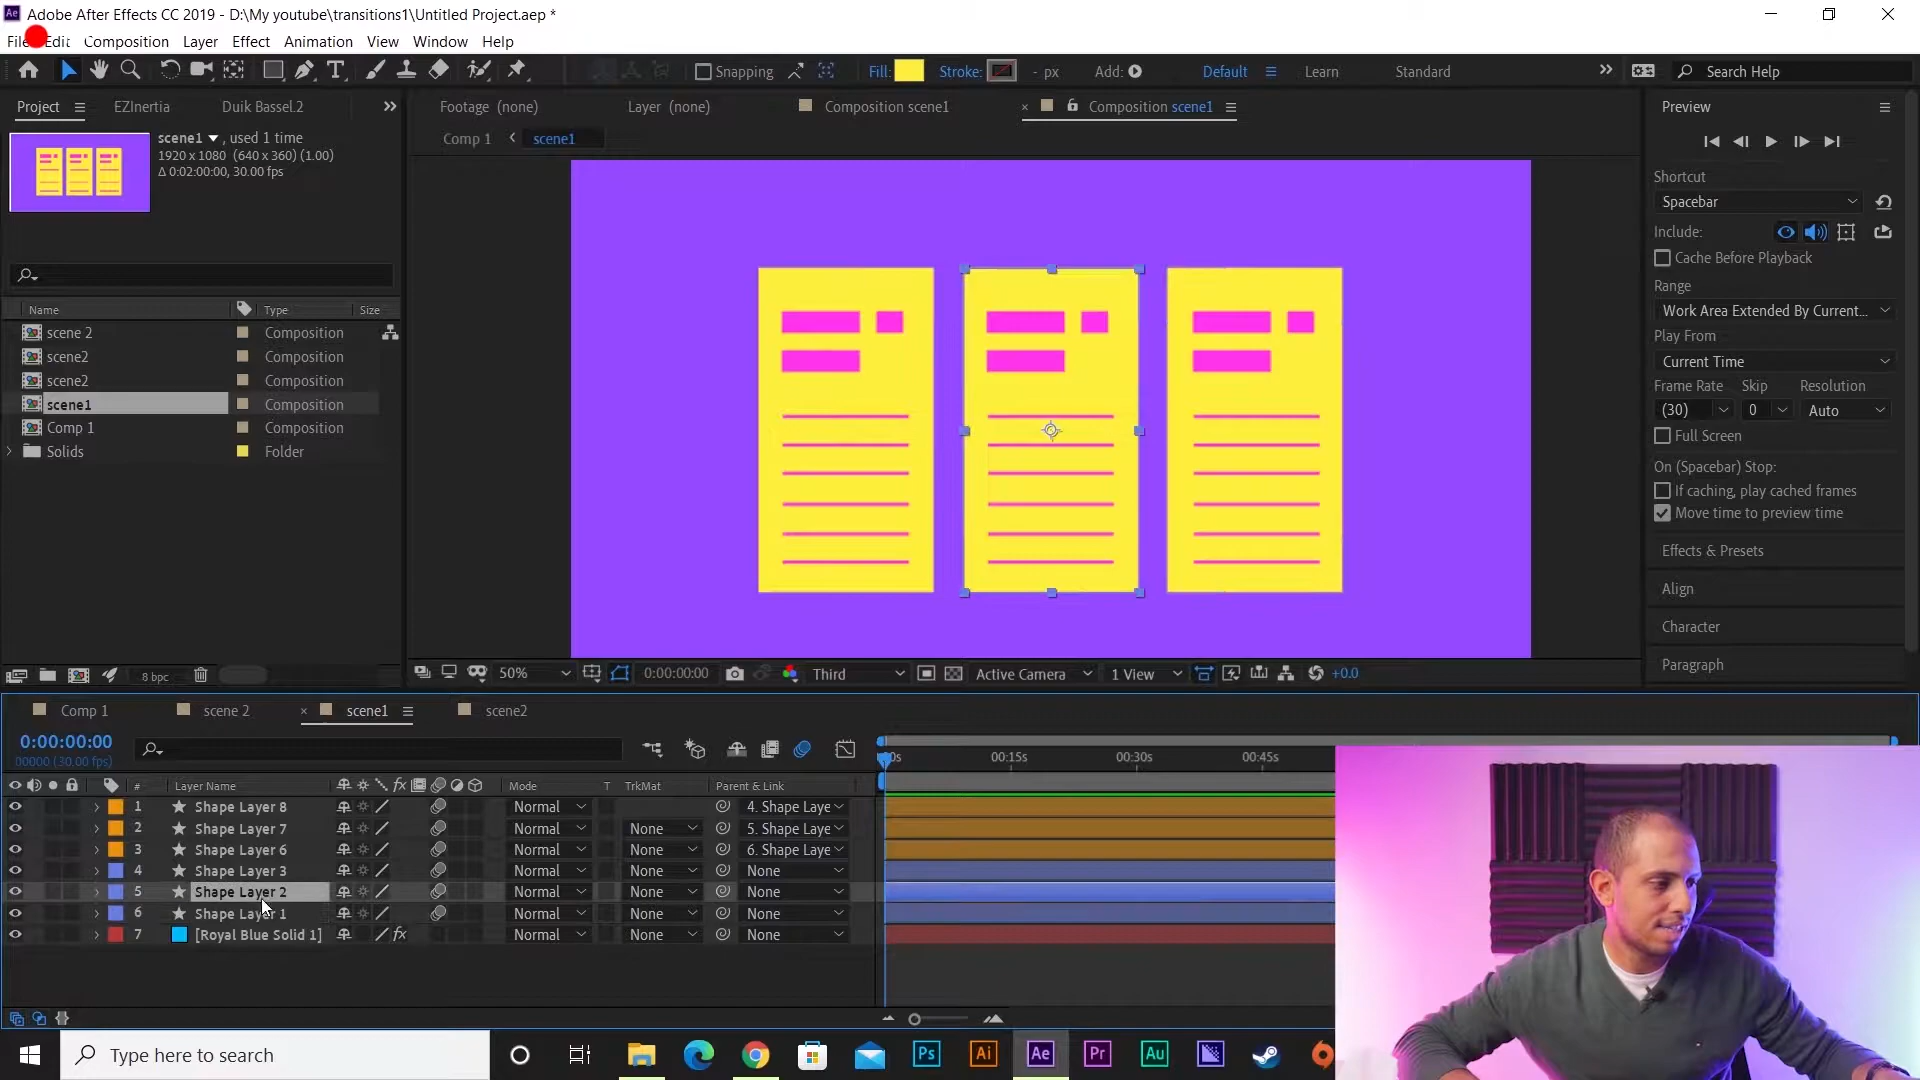 Ae Adobe After Effects CC 2019 - D:\My youtube\transitions1\Untitled Project.aep *
File Edit Composition Layer Effect Animation View Window Help
Snapping Fill: Stroke: - px Add: Default Learn Standard Search Help
Project EZInertia Duik Bassel.2 Footage (none) Layer (none) Composition scene1 × Composition scene1 Preview
scene1 , used 1 time
1920 x 1080 (640 x 360) (1.00)
Δ 0:02:00:00, 30.00 fps
Comp 1 scene1
Shortcut
Spacebar
Include:
Cache Before Playback
Range
Work Area Extended By Current...
Play From
Current Time
Frame Rate Skip Resolution
(30) 0 Auto
Full Screen
On (Spacebar) Stop:
If caching, play cached frames
Move time to preview time
Effects & Presets
Align
Character
Paragraph
Name Type Size
scene 2 Composition
scene2 Composition
scene2 Composition
scene1 Composition
Comp 1 Composition
Solids Folder
8 bpc 50% 0:00:00:00 Third Active Camera 1 View +0.0
Comp 1 scene 2 × scene1 scene2
0:00:00:00
00000 (30.00 fps)
0s 00:15s 00:30s 00:45s
# Layer Name fx Mode T TrkMat Parent & Link
1 Shape Layer 8 Normal 4. Shape Laye
2 Shape Layer 7 Normal None 5. Shape Laye
3 Shape Layer 6 Normal None 6. Shape Laye
4 Shape Layer 3 Normal None None
5 Shape Layer 2 Normal None None
6 Shape Layer 1 Normal None None
7 [Royal Blue Solid 1] fx Normal None None
Type here to search Ps Ai Ae Pr Au